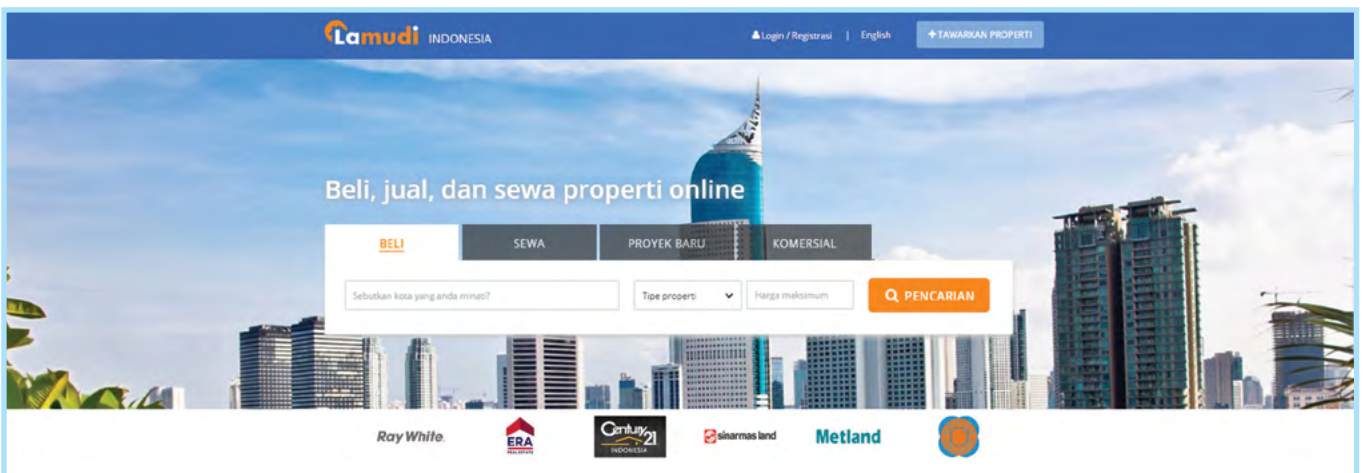 Lamudi INDONESIA
Login / Registrasi | English
+ TAWARKAN PROPERTI
Beli, jual, dan sewa properti online
BELI
SEWA
PROYEK BARU
KOMERSIAL
Sebutkan kota yang anda minati?
Tipe properti
Harga maksimum
PENCARIAN
Ray White.
ERA
REAL ESTATE
Century 21
INDONESIA
sinarmas land
Metland